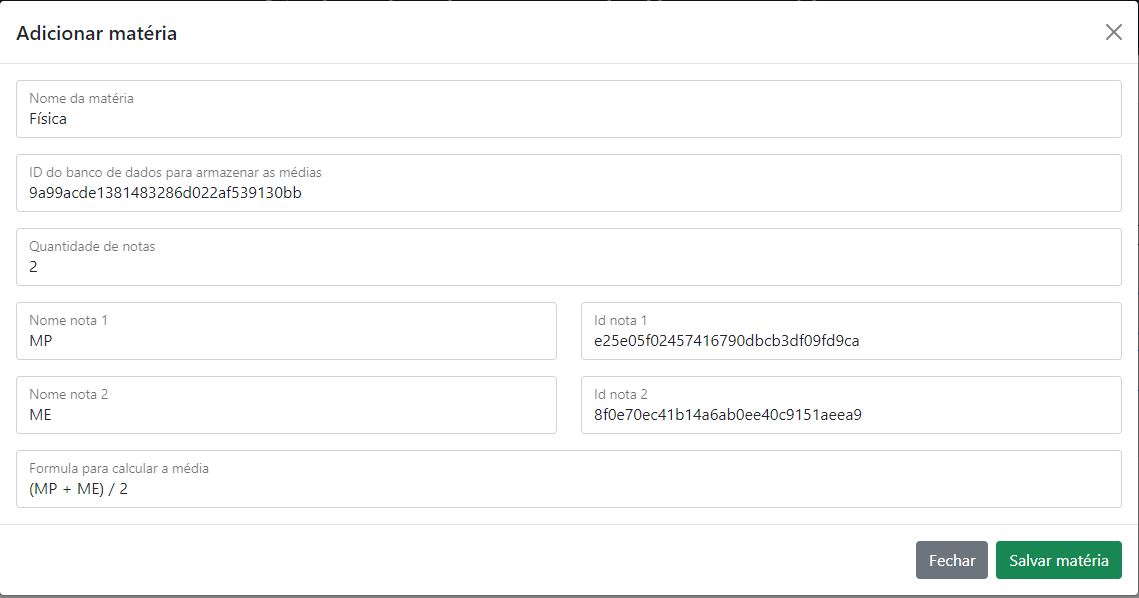 Adicionar matéria
Nome da matéria
Física
ID do banco de dados para armazenar as médias
9a99acde1381483286d022af539130bb
Quantidade de notas
2
Nome nota 1
MP
Id nota 1
e25e05f02457416790dbcb3df09fd9ca
Nome nota 2
ME
Id nota 2
8f0e70ec41b14a6ab0ee40c9151aeea9
Formula para calcular a média
(MP + ME) / 2
Fechar
Salvar matéria